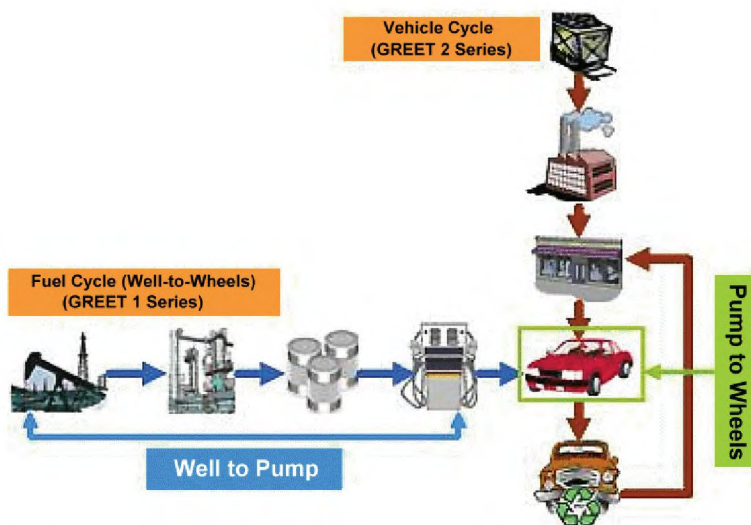 Vehicle Cycle
(GREET 2 Series)
Fuel Cycle (Well-to-Wheels)
(GREET 1 Series)
Well to Pump
Pump to Wheels